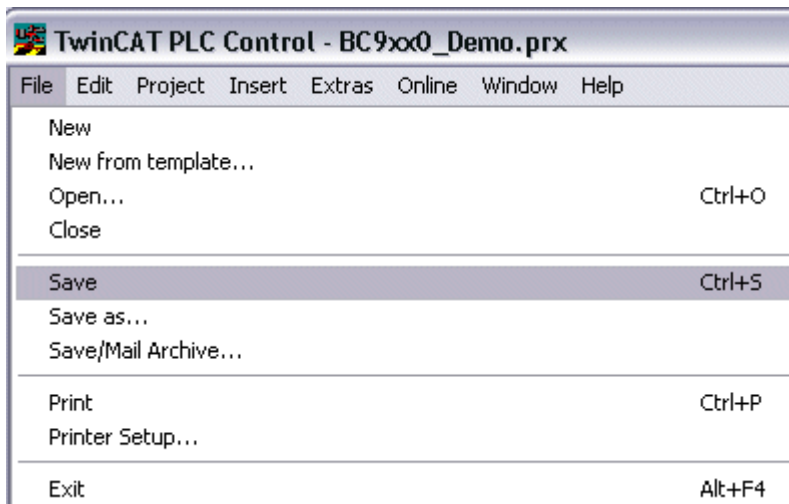 TwinCAT PLC Control - BC9xx0_Demo.prx
File Edit Project Insert Extras Online Window Help
New
New from template...
Open... Ctrl+O
Close
Save Ctrl+S
Save as...
Save/Mail Archive...
Print Ctrl+P
Printer Setup...
Exit Alt+F4